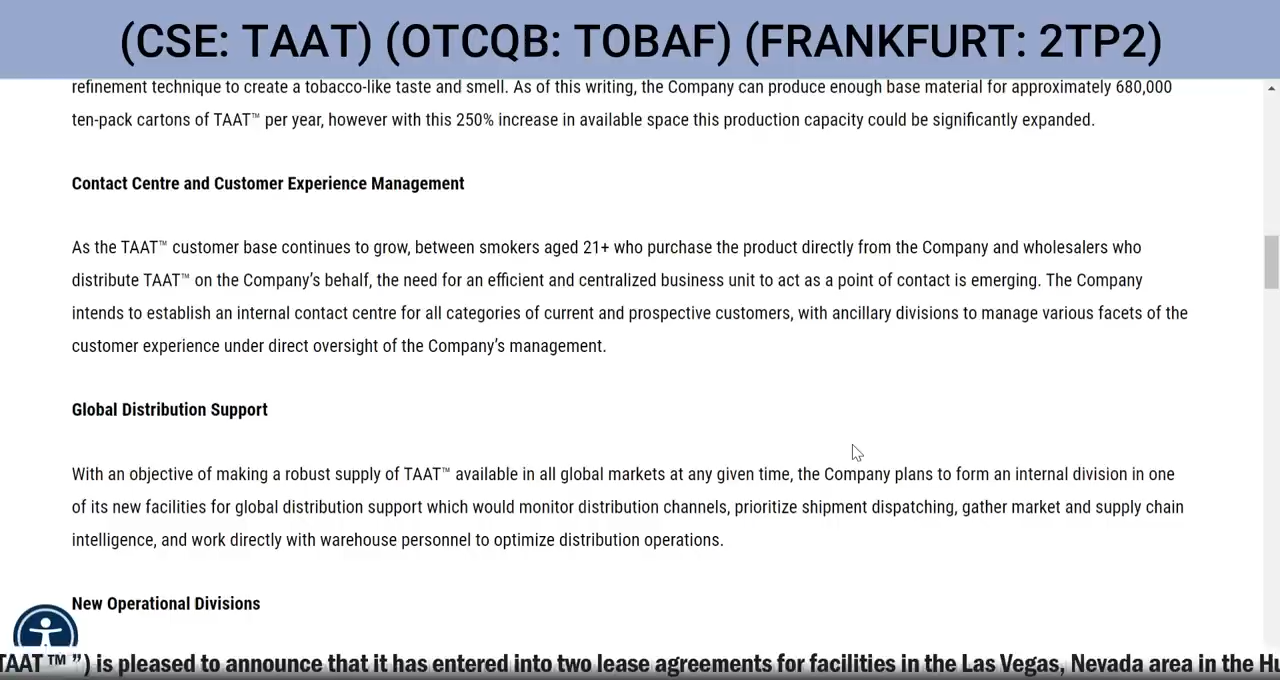 (CSE: TAAT) (OTCQB: TOBAF) (FRANKFURT: 2TP2)
refinement technique to create a tobacco-like taste and smell. As of this writing, the Company can produce enough base material for approximately 680,000
ten-pack cartons of TAAT™ per year, however with this 250% increase in available space this production capacity could be significantly expanded.
Contact Centre and Customer Experience Management
As the TAAT™ customer base continues to grow, between smokers aged 21+ who purchase the product directly from the Company and wholesalers who
distribute TAAT™ on the Company’s behalf, the need for an efficient and centralized business unit to act as a point of contact is emerging. The Company
intends to establish an internal contact centre for all categories of current and prospective customers, with ancillary divisions to manage various facets of the
customer experience under direct oversight of the Company’s management.
Global Distribution Support
With an objective of making a robust supply of TAAT™ available in all global markets at any given time, the Company plans to form an internal division in one
of its new facilities for global distribution support which would monitor distribution channels, prioritize shipment dispatching, gather market and supply chain
intelligence, and work directly with warehouse personnel to optimize distribution operations.
New Operational Divisions
TAAT ™ ”) is pleased to announce that it has entered into two lease agreements for facilities in the Las Vegas, Nevada area in the